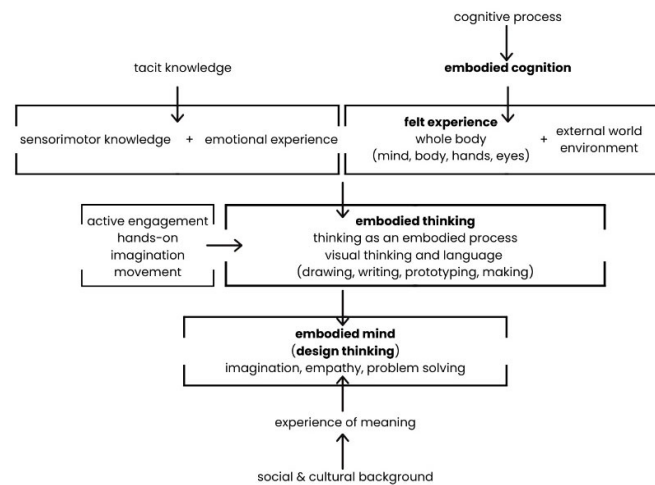 cognitive process
tacit knowledge
embodied cognition
sensorimotor knowledge + emotional experience
felt experience
whole body
(mind, body, hands, eyes)
+ external world
environment
active engagement
hands-on
imagination
movement
embodied thinking
thinking as an embodied process
visual thinking and language
(drawing, writing, prototyping, making)
embodied mind
(design thinking)
imagination, empathy, problem solving
experience of meaning
social & cultural background